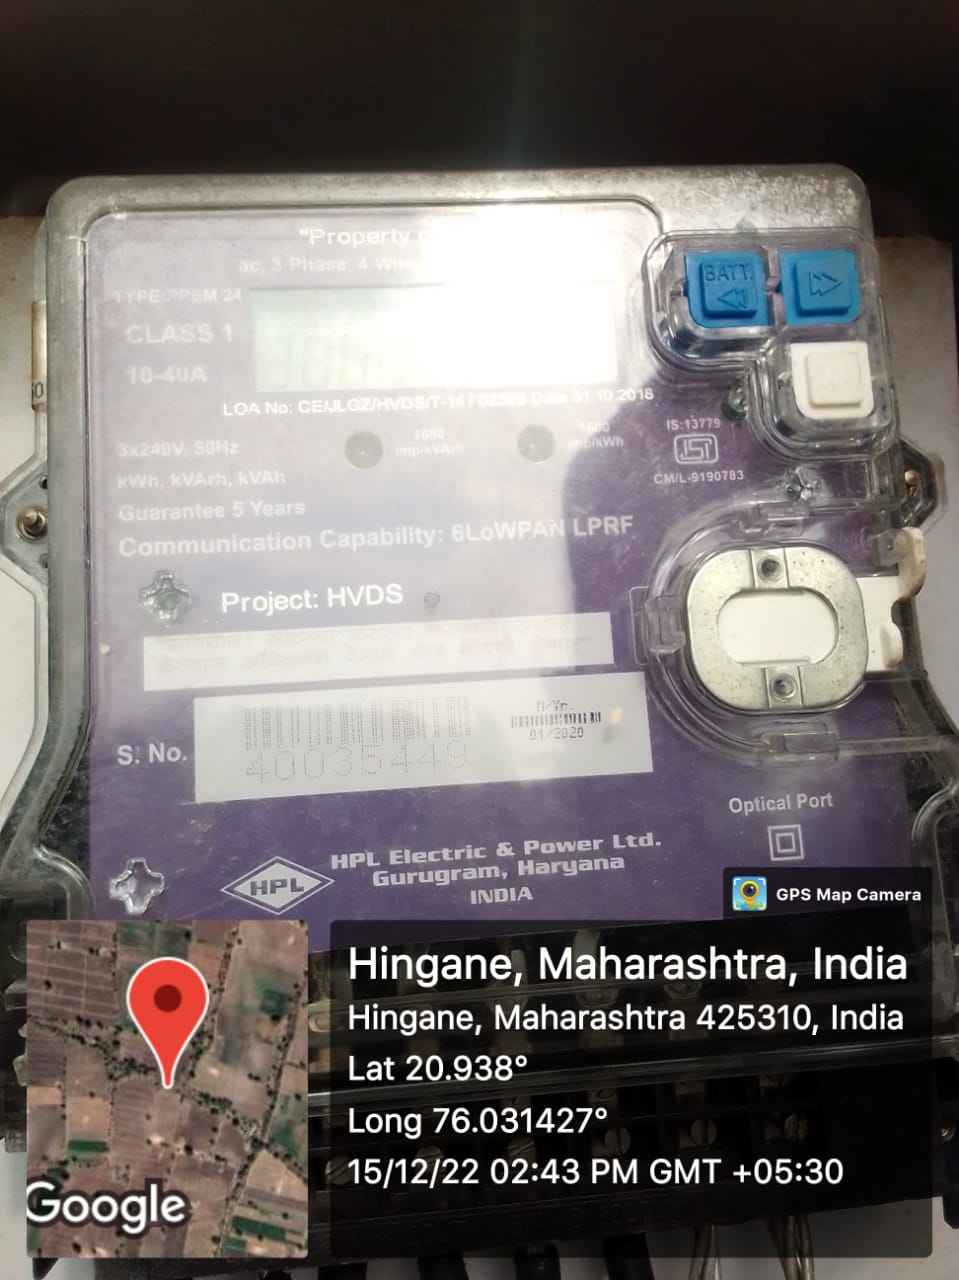 "Property
ac, 3 Phase, 4 Wire
TYPE:PPEM 24
CLASS 1
10-40A
LOA No: CE/JLGZ/HVDS/T-14 / Date 31.10.2018
3x240V, 50Hz
1600
imp/kVArh
1600
imp/kWh
IS:13779
ISI
CM/L-9190783
kWh, kVArh, kVAh
Guarantee 5 Years
Communication Capability: 6LoWPAN LPRF
Project: HVDS
BATT.
S. No.
40035449
M/Yr.
01/2020
Optical Port
HPL
HPL Electric & Power Ltd.
Gurugram, Haryana
INDIA
GPS Map Camera
Hingane, Maharashtra, India
Hingane, Maharashtra 425310, India
Lat 20.938°
Long 76.031427°
15/12/22 02:43 PM GMT +05:30
Google